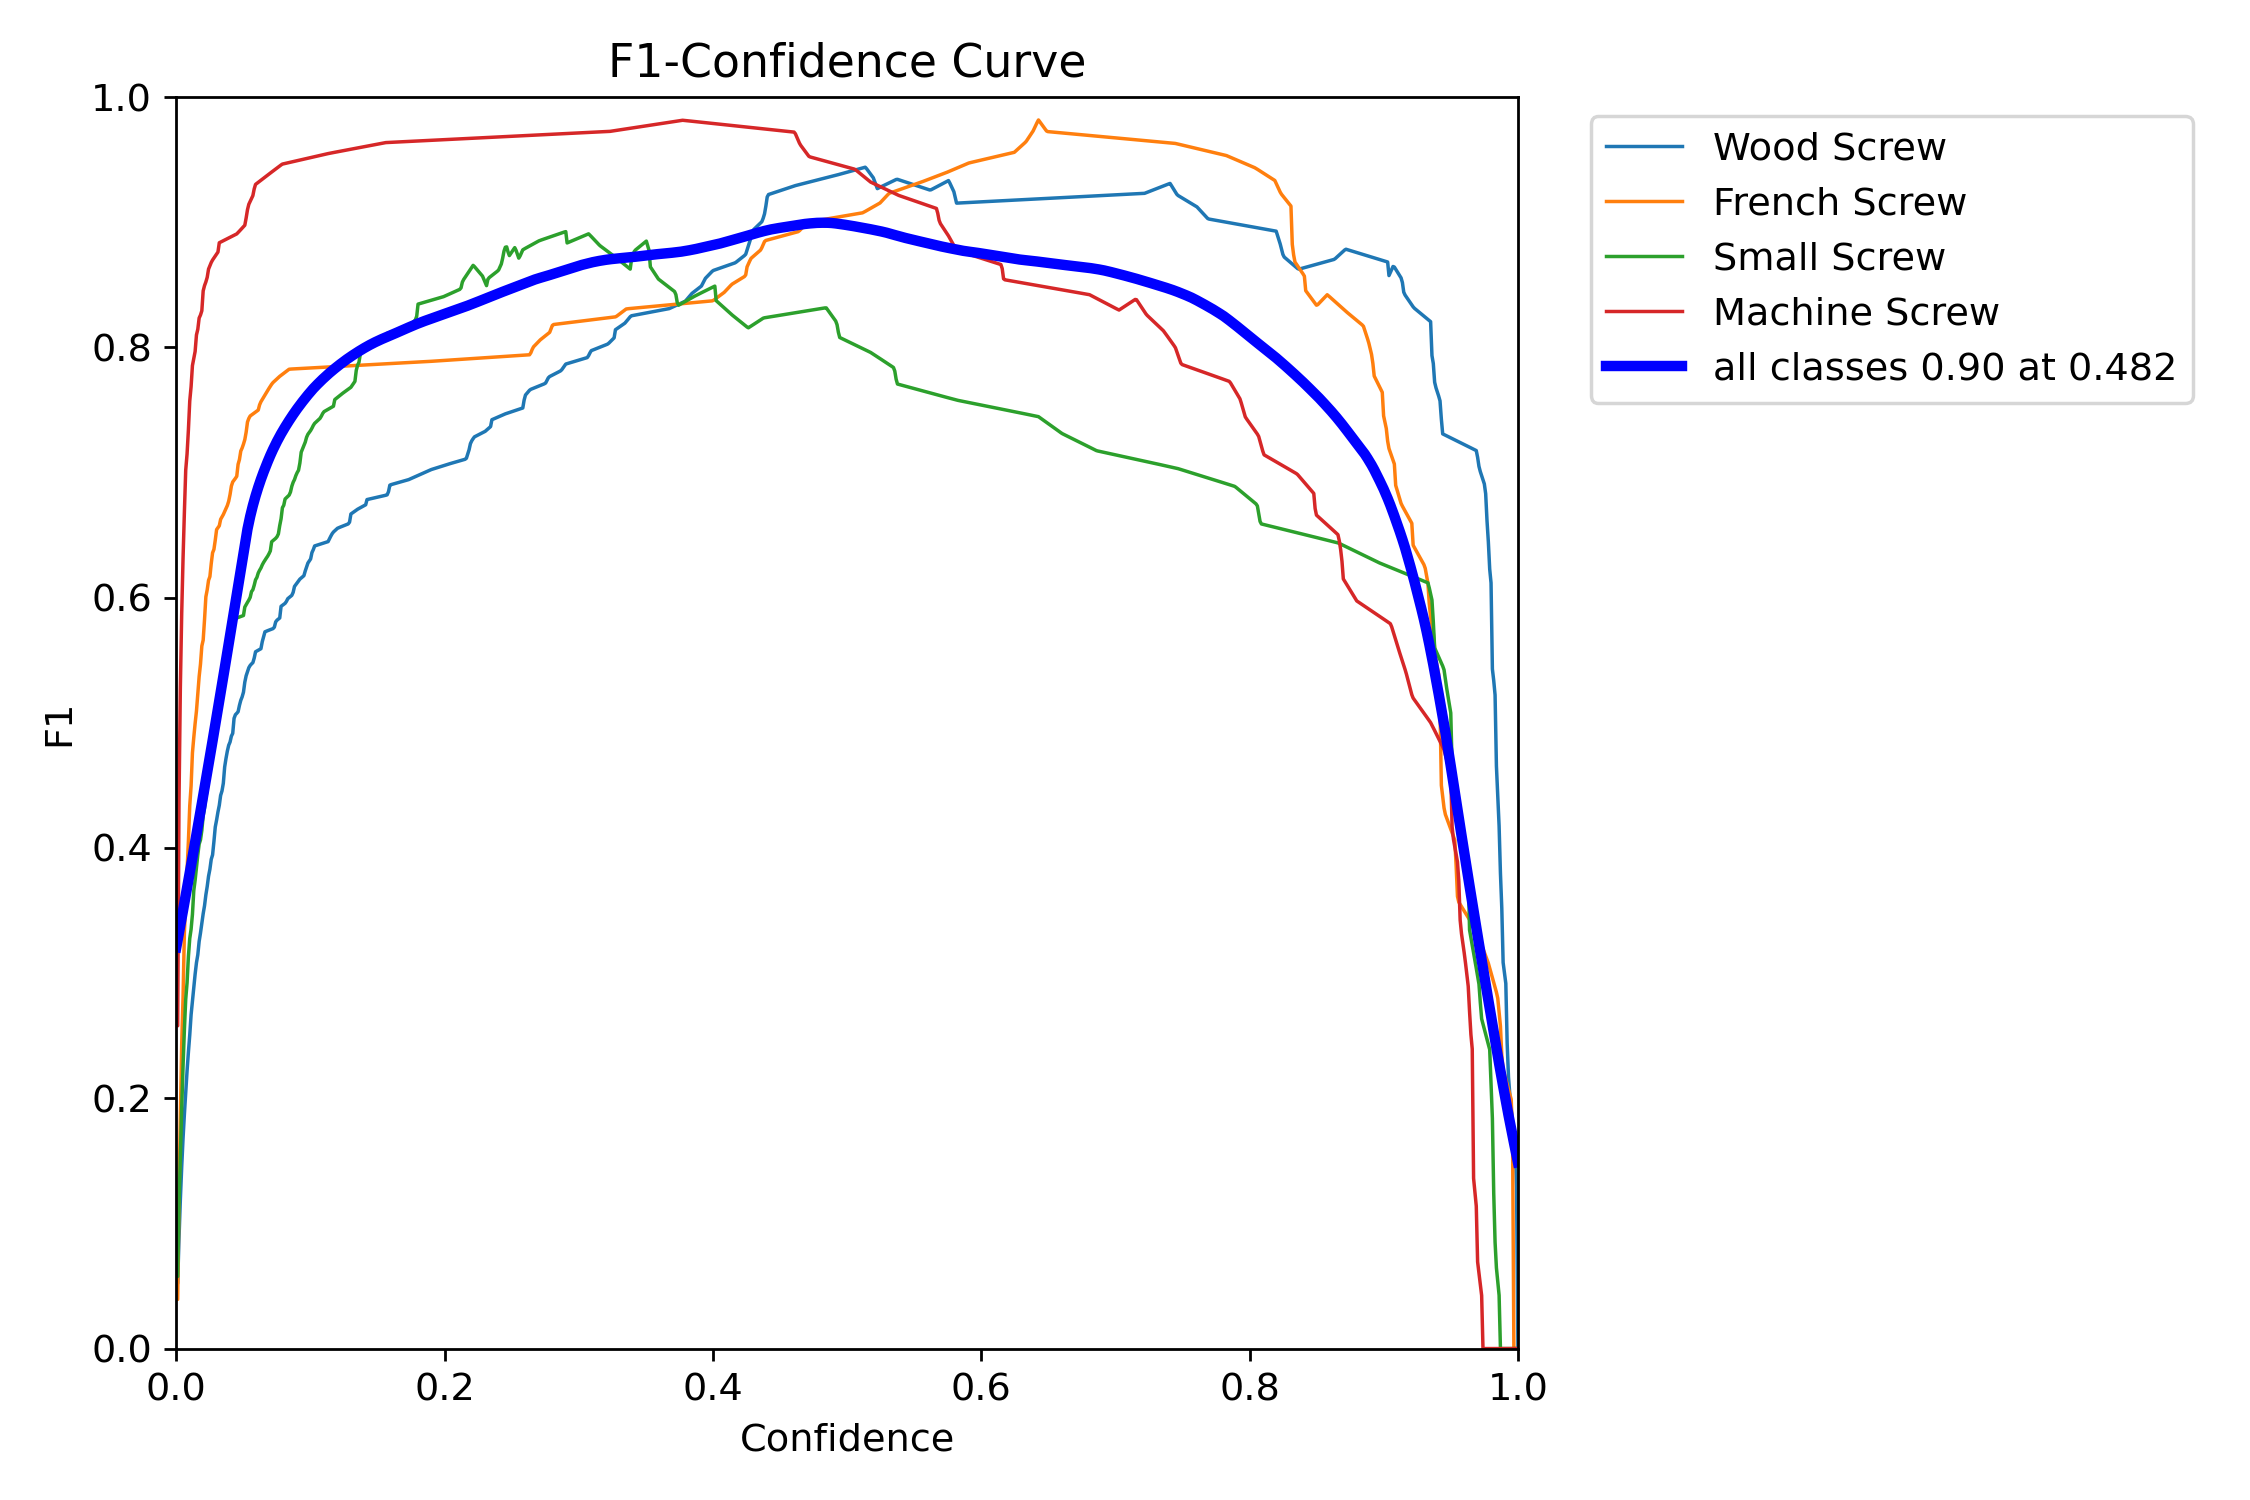 F1-Confidence Curve
1.0
0.8
0.6
0.4
0.2
0.0
F1
0.0 0.2 0.4 0.6 0.8 1.0
Confidence
Wood Screw
French Screw
Small Screw
Machine Screw
all classes 0.90 at 0.482